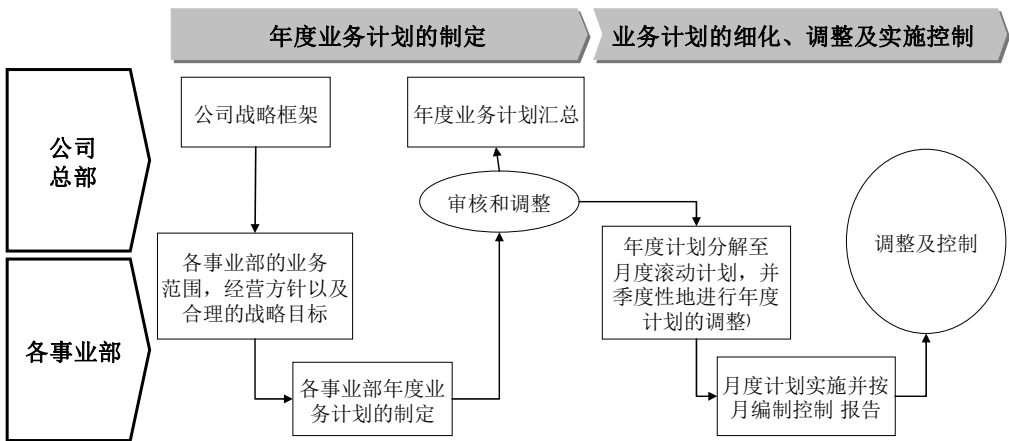 年度业务计划的制定
业务计划的细化、调整及实施控制
公司
总部
公司战略框架
年度业务计划汇总
审核和调整
调整及控制
各事业部的业务
范围，经营方针以及
合理的战略目标
年度计划分解至
月度滚动计划，并
季度性地进行年度
计划的调整)
各事业部
各事业部年度业
务计划的制定
月度计划实施并按
月编制控制 报告